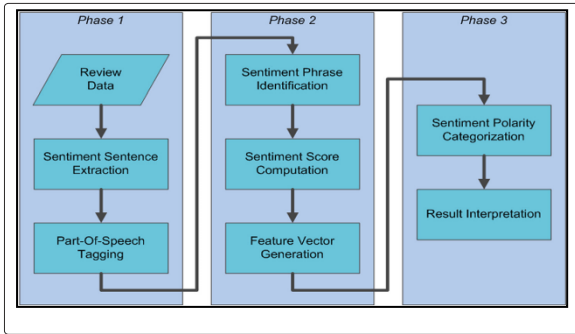 Phase 1
Review
Data
Sentiment Sentence
Extraction
Part-Of-Speech
Tagging
Phase 2
Sentiment Phrase
Identification
Sentiment Score
Computation
Feature Vector
Generation
Phase 3
Sentiment Polarity
Categorization
Result Interpretation